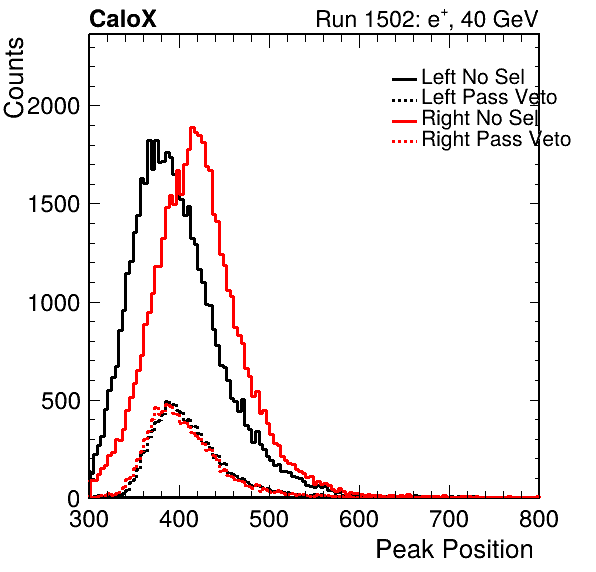 CaloX Run 1502: e+, 40 GeV
Counts
Left No Sel
Left Pass Veto
Right No Sel
Right Pass Veto
2000
1500
1000
500
0
300 400 500 600 700 800
Peak Position